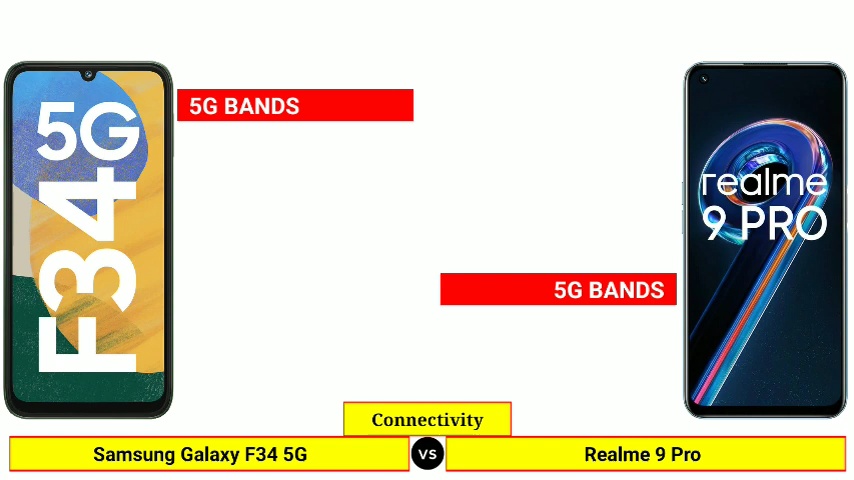 5G
F34
5G BANDS
realme
9 PRO
5G BANDS
Connectivity
Samsung Galaxy F34 5G
VS
Realme 9 Pro